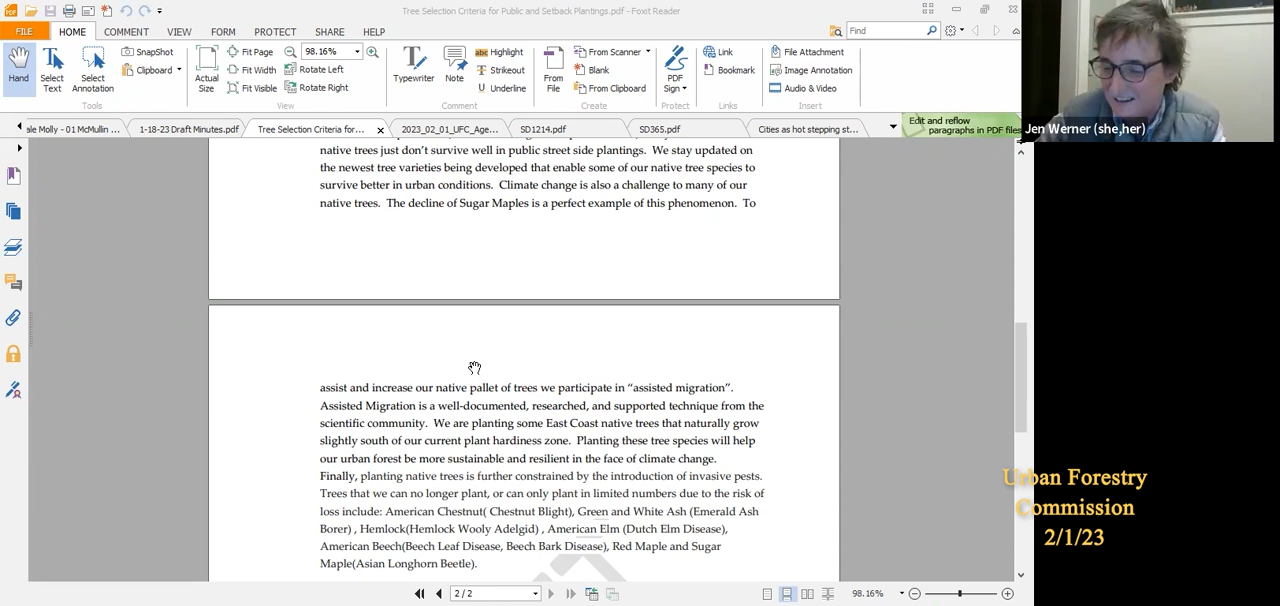 Tree Selection Criteria for Public and Setback Plantings.pdf - Foxit Reader
FILE HOME COMMENT VIEW FORM PROTECT SHARE HELP Find
Hand Select Text Select Annotation SnapShot Clipboard Tools
Actual Size Fit Page Fit Width Fit Visible 98.16% Rotate Left Rotate Right View
Typewriter Note Highlight Strikeout Underline Comment
From File From Scanner Blank From Clipboard Create
PDF Sign Protect
Link Bookmark Links
File Attachment Image Annotation Audio & Video Insert
ale Molly - 01 McMullin ... 1-18-23 Draft Minutes.pdf Tree Selection Criteria for... 2023_02_01_UFC_Age... SD1214.pdf SD365.pdf Cities as hot stepping st...
Edit and reflow
paragraphs in PDF files
Jen Werner (she,her)
native trees just don't survive well in public street side plantings. We stay updated on
the newest tree varieties being developed that enable some of our native tree species to
survive better in urban conditions. Climate change is also a challenge to many of our
native trees. The decline of Sugar Maples is a perfect example of this phenomenon. To
assist and increase our native pallet of trees we participate in "assisted migration".
Assisted Migration is a well-documented, researched, and supported technique from the
scientific community. We are planting some East Coast native trees that naturally grow
slightly south of our current plant hardiness zone. Planting these tree species will help
our urban forest be more sustainable and resilient in the face of climate change.
Finally, planting native trees is further constrained by the introduction of invasive pests.
Trees that we can no longer plant, or can only plant in limited numbers due to the risk of
loss include: American Chestnut( Chestnut Blight), Green and White Ash (Emerald Ash
Borer) , Hemlock(Hemlock Wooly Adelgid) , American Elm (Dutch Elm Disease),
American Beech(Beech Leaf Disease, Beech Bark Disease), Red Maple and Sugar
Maple(Asian Longhorn Beetle).
Urban Forestry
Commission
2/1/23
2 / 2 98.16%